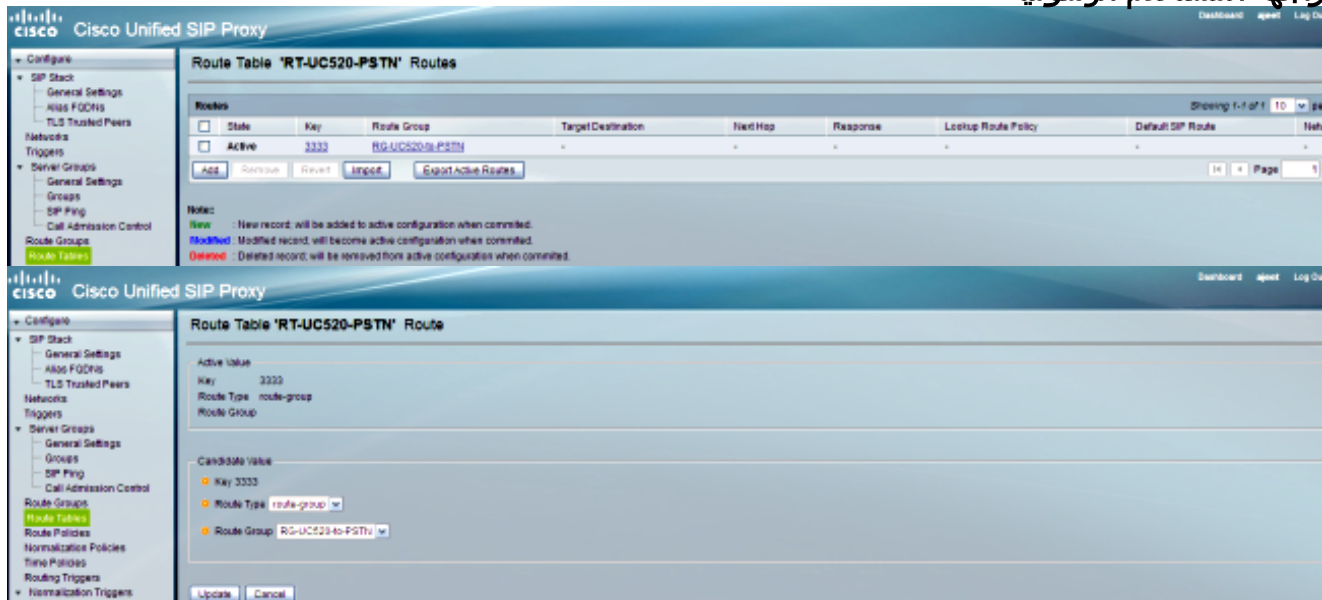 Dashboard ajeet Log Ou
cisco Cisco Unified SIP Proxy
Configure
SIP Stack
General Settings
Alias FQDNs
TLS Trusted Peers
Networks
Triggers
Server Groups
General Settings
Groups
SIP Ping
Call Admission Control
Route Groups
Route Tables
Route Table 'RT-UC520-PSTN' Routes
Routes Showing 1-1 of 1 10 pe
State Key Route Group Target Destination Next Hop Response Lookup Route Policy Default SIP Route Netw
Active 3333 RG-UC520-to-PSTN - - - - - -
Add Remove Revert Import Export Active Routes Page 1
Note:
New : New record; will be added to active configuration when commited.
Modified : Modified record; will become active configuration when commited.
Deleted : Deleted record; will be removed from active configuration when commited.
Dashboard ajeet Log Ou
cisco Cisco Unified SIP Proxy
Configure
SIP Stack
General Settings
Alias FQDNs
TLS Trusted Peers
Networks
Triggers
Server Groups
General Settings
Groups
SIP Ping
Call Admission Control
Route Groups
Route Tables
Route Policies
Normalization Policies
Time Policies
Routing Triggers
Normalization Triggers
Route Table 'RT-UC520-PSTN' Route
Active Value
Key 3333
Route Type route-group
Route Group
Candidate Value
Key 3333
Route Type route-group
Route Group RG-UC520-to-PSTN
Update Cancel